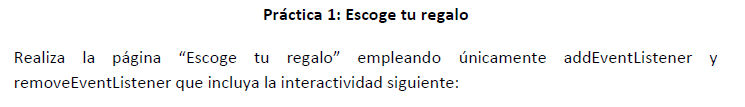 Práctica 1: Escoge tu regalo
Realiza la página “Escoge tu regalo” empleando únicamente addEventListener y
removeEventListener que incluya la interactividad siguiente: